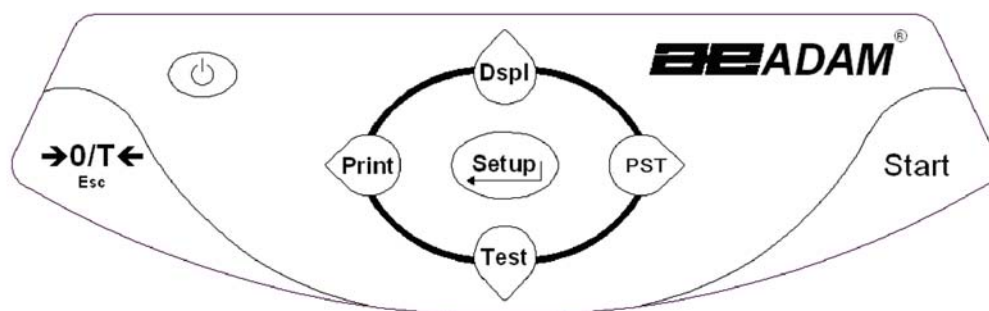 Dspl
ADAM®
→0/T←
Esc
Print
Setup
PST
Start
Test